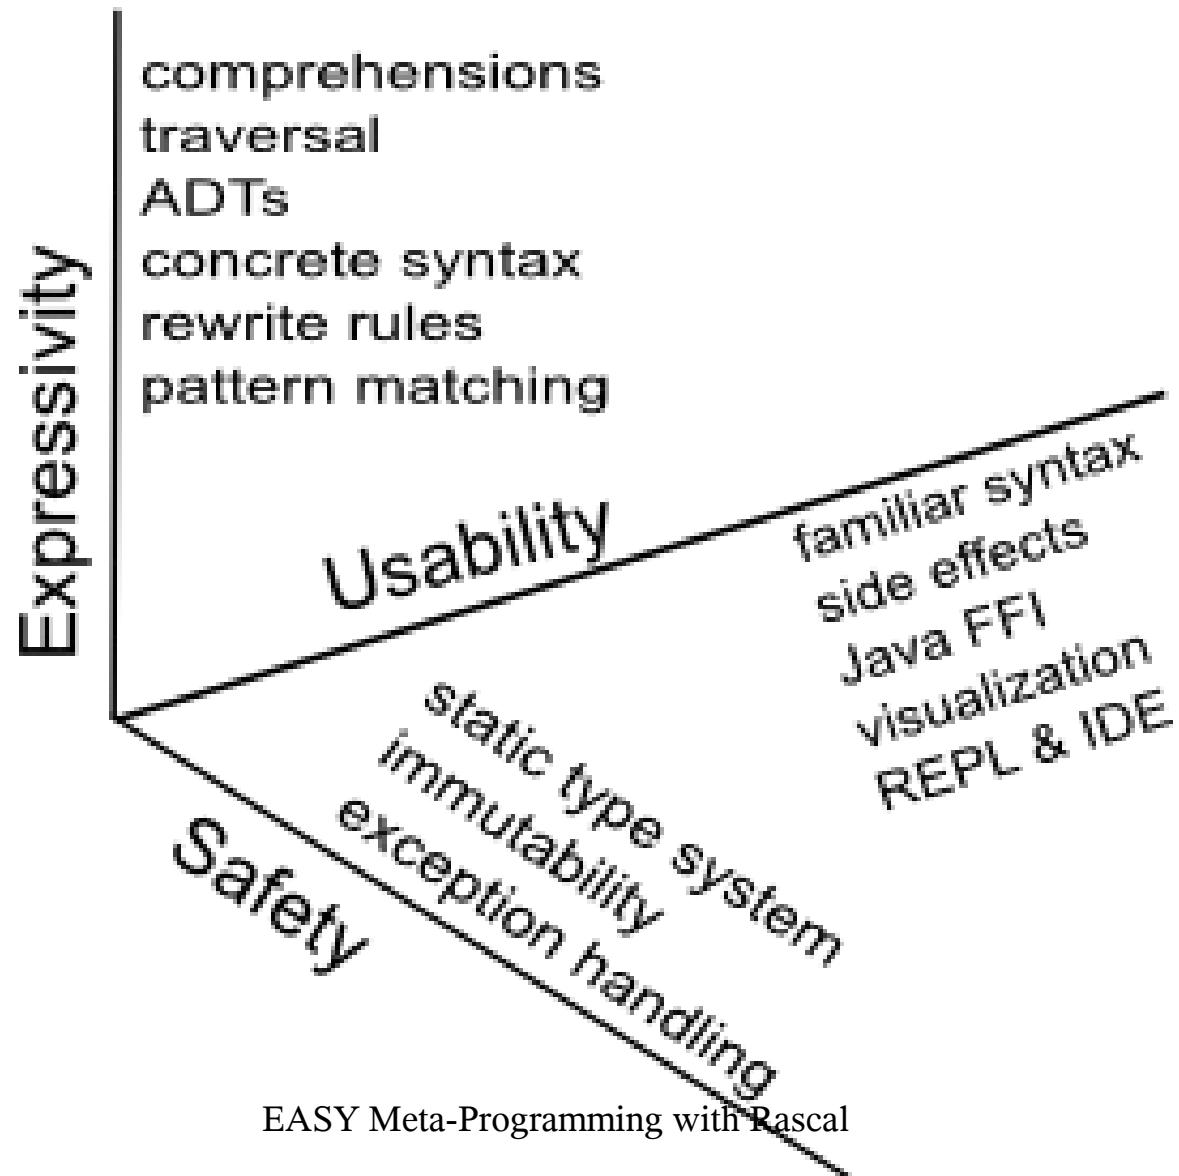 comprehensions
traversal
ADTs
concrete syntax
rewrite rules
pattern matching
Expressivity
Usability
familiar syntax
side effects
Java FFI
visualization
REPL & IDE
static type system
immutability
exception handling
Safety
EASY Meta-Programming with Rascal